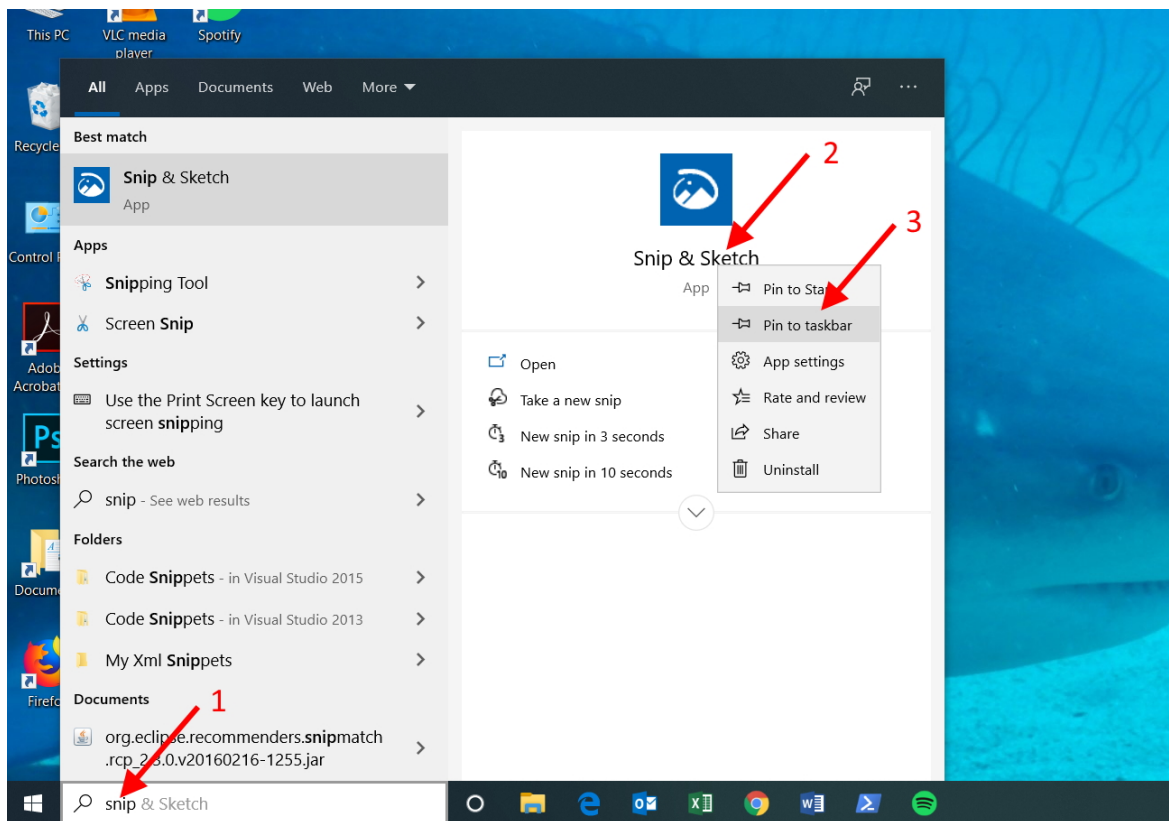 This PC
VLC media
player
Spotify
All Apps Documents Web More
Recycle
Best match
Snip & Sketch
App
Control
Apps
Snipping Tool
Screen Snip
Settings
Adob
Acrobat
Use the Print Screen key to launch
screen snipping
Ps
Photosh
Search the web
snip - See web results
Folders
Code Snippets - in Visual Studio 2015
Docum
Code Snippets - in Visual Studio 2013
My Xml Snippets
Firefo
Documents
1
org.eclipse.recommenders.snipmatch
.rcp_2.3.0.v20160216-1255.jar
snip & Sketch
2
3
Snip & Sketch
App
Pin to Start
Pin to taskbar
App settings
Rate and review
Share
Uninstall
Open
Take a new snip
3
New snip in 3 seconds
10
New snip in 10 seconds